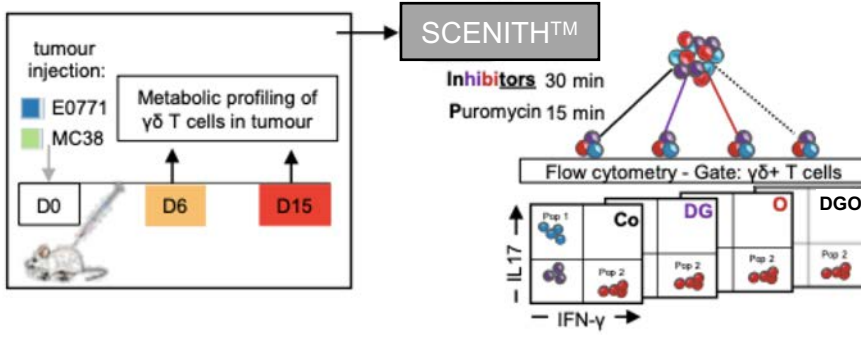 tumour
injection:
E0771
MC38
Metabolic profiling of
γδ T cells in tumour
D0
D6
D15
SCENITH™
Inhibitors 30 min
Puromycin 15 min
Flow cytometry - Gate: γδ+ T cells
IL17
IFN-γ
Pop 1
Co
Pop 2
DG
Pop 2
O
Pop 2
DGO
Pop 2